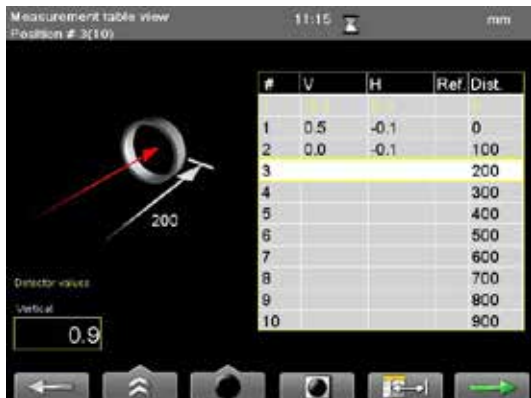 Measurement table view 11:15 mm
Position # 3(10)
# V H Ref. Dist.
1 0.5 -0.1 0
2 0.0 -0.1 100
3 200
4 300
5 400
6 500
7 600
8 700
9 800
10 900
200
Detector values
Vertical
0.9